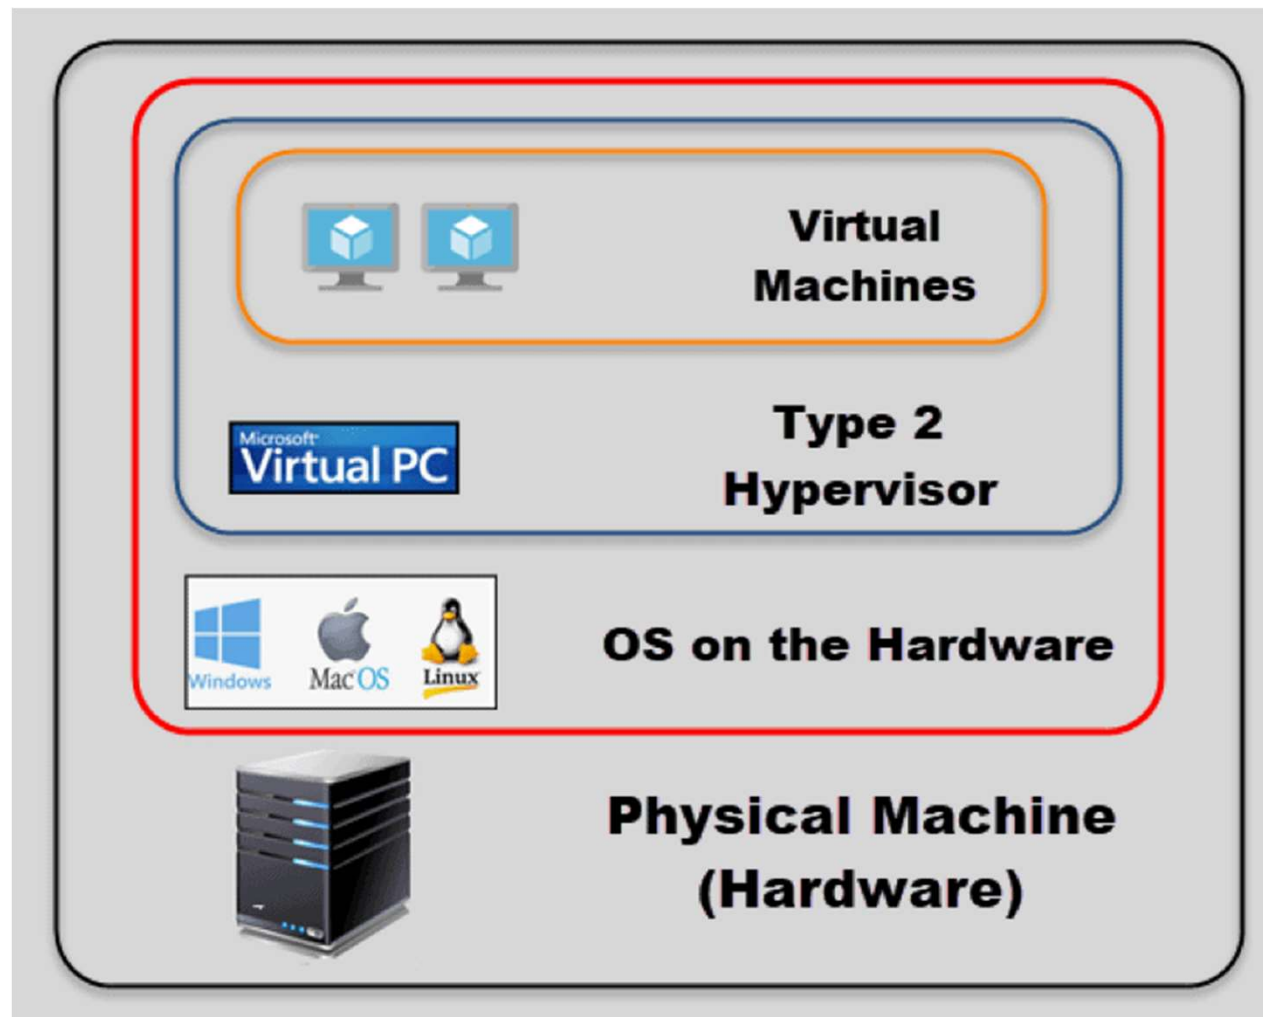 Virtual
Machines
Type 2
Hypervisor
Microsoft
Virtual PC
OS on the Hardware
Windows
Mac OS
Linux
Physical Machine
(Hardware)